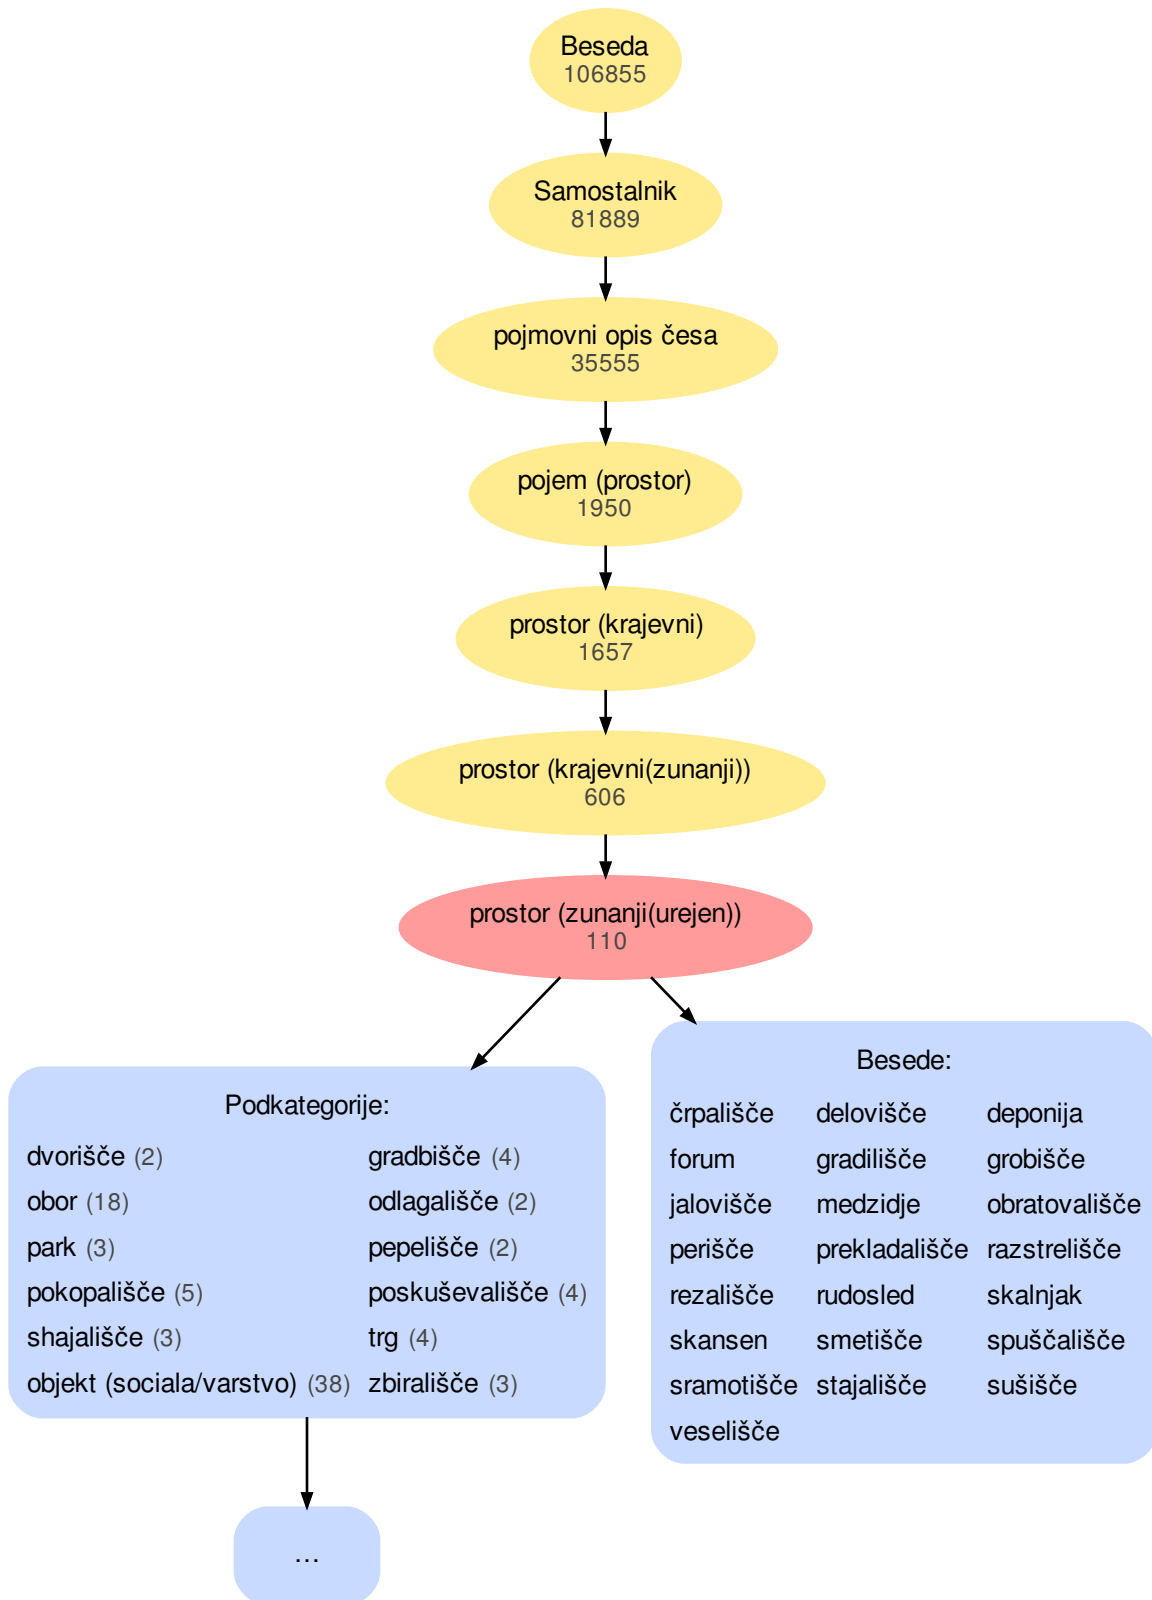 Beseda
106855
Samostalnik
81889
pojmovni opis česa
35555
pojem (prostor)
1950
prostor (krajevni)
1657
prostor (krajevni(zunanji))
606
prostor (zunanji(urejen))
110
Podkategorije:
dvorišče (2) gradbišče (4)
obor (18) odlagališče (2)
park (3) pepelišče (2)
pokopališče (5) poskuševališče (4)
shajališče (3) trg (4)
objekt (sociala/varstvo) (38) zbirališče (3)
...
Besede:
črpališče delovišče deponija
forum gradilišče grobišče
jalovišče medzidje obratovališče
perišče prekladališče razstrelišče
rezališče rudosled skalnjak
skansen smetišče spuščališče
sramotišče stajališče sušišče
veselišče